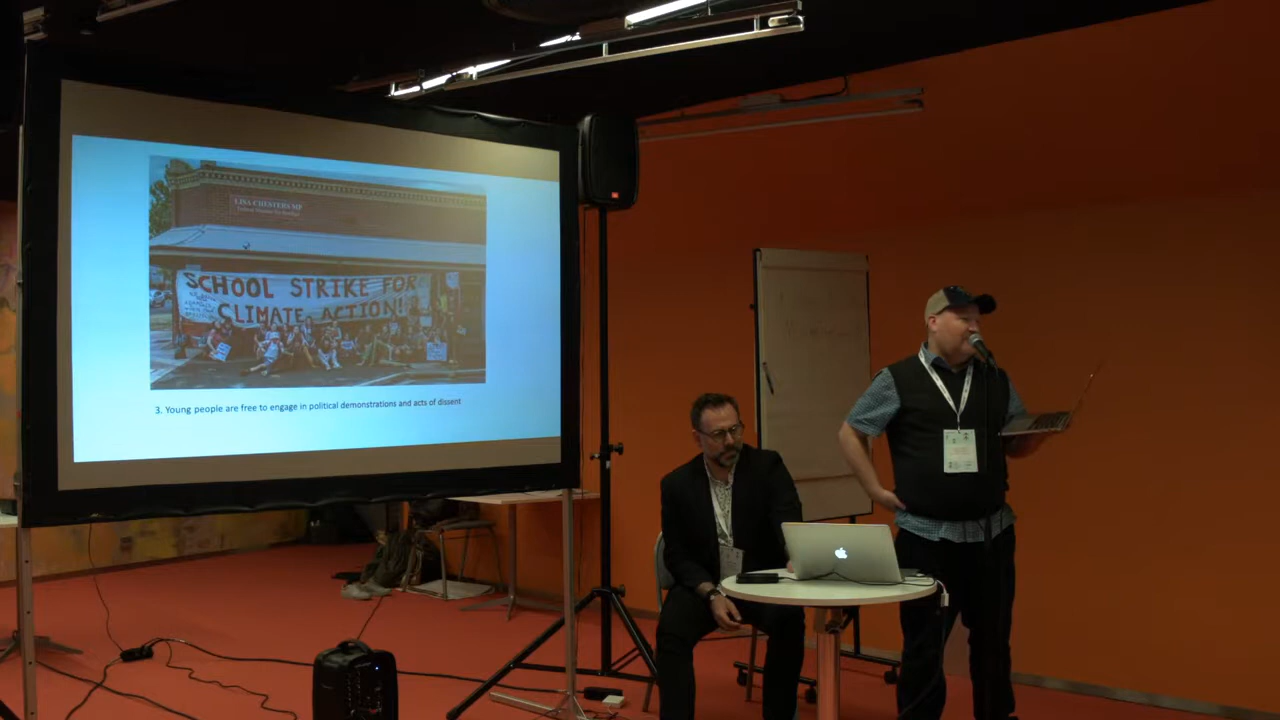 LISA CHESTERS MP
SCHOOL STRIKE FOR
CLIMATE ACTION!
3. Young people are free to engage in political demonstrations and acts of dissent